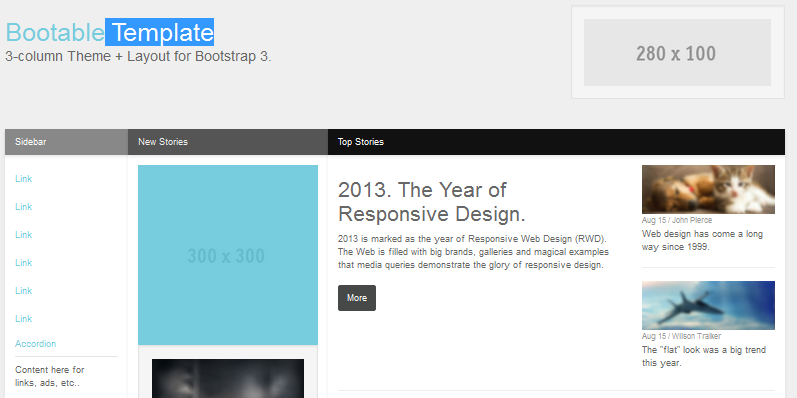 Bootable Template
3-column Theme + Layout for Bootstrap 3.
280 x 100
Sidebar
New Stories
Top Stories
Link
Link
Link
Link
Link
Link
Accordion
Content here for
links, ads, etc..
300 x 300
2013. The Year of
Responsive Design.
2013 is marked as the year of Responsive Web Design (RWD).
The Web is filled with big brands, galleries and magical examples
that media queries demonstrate the glory of responsive design.
More
Aug 15 / John Pierce
Web design has come a long
way since 1999.
Aug 15 / Wilson Traiker
The "flat" look was a big trend
this year.